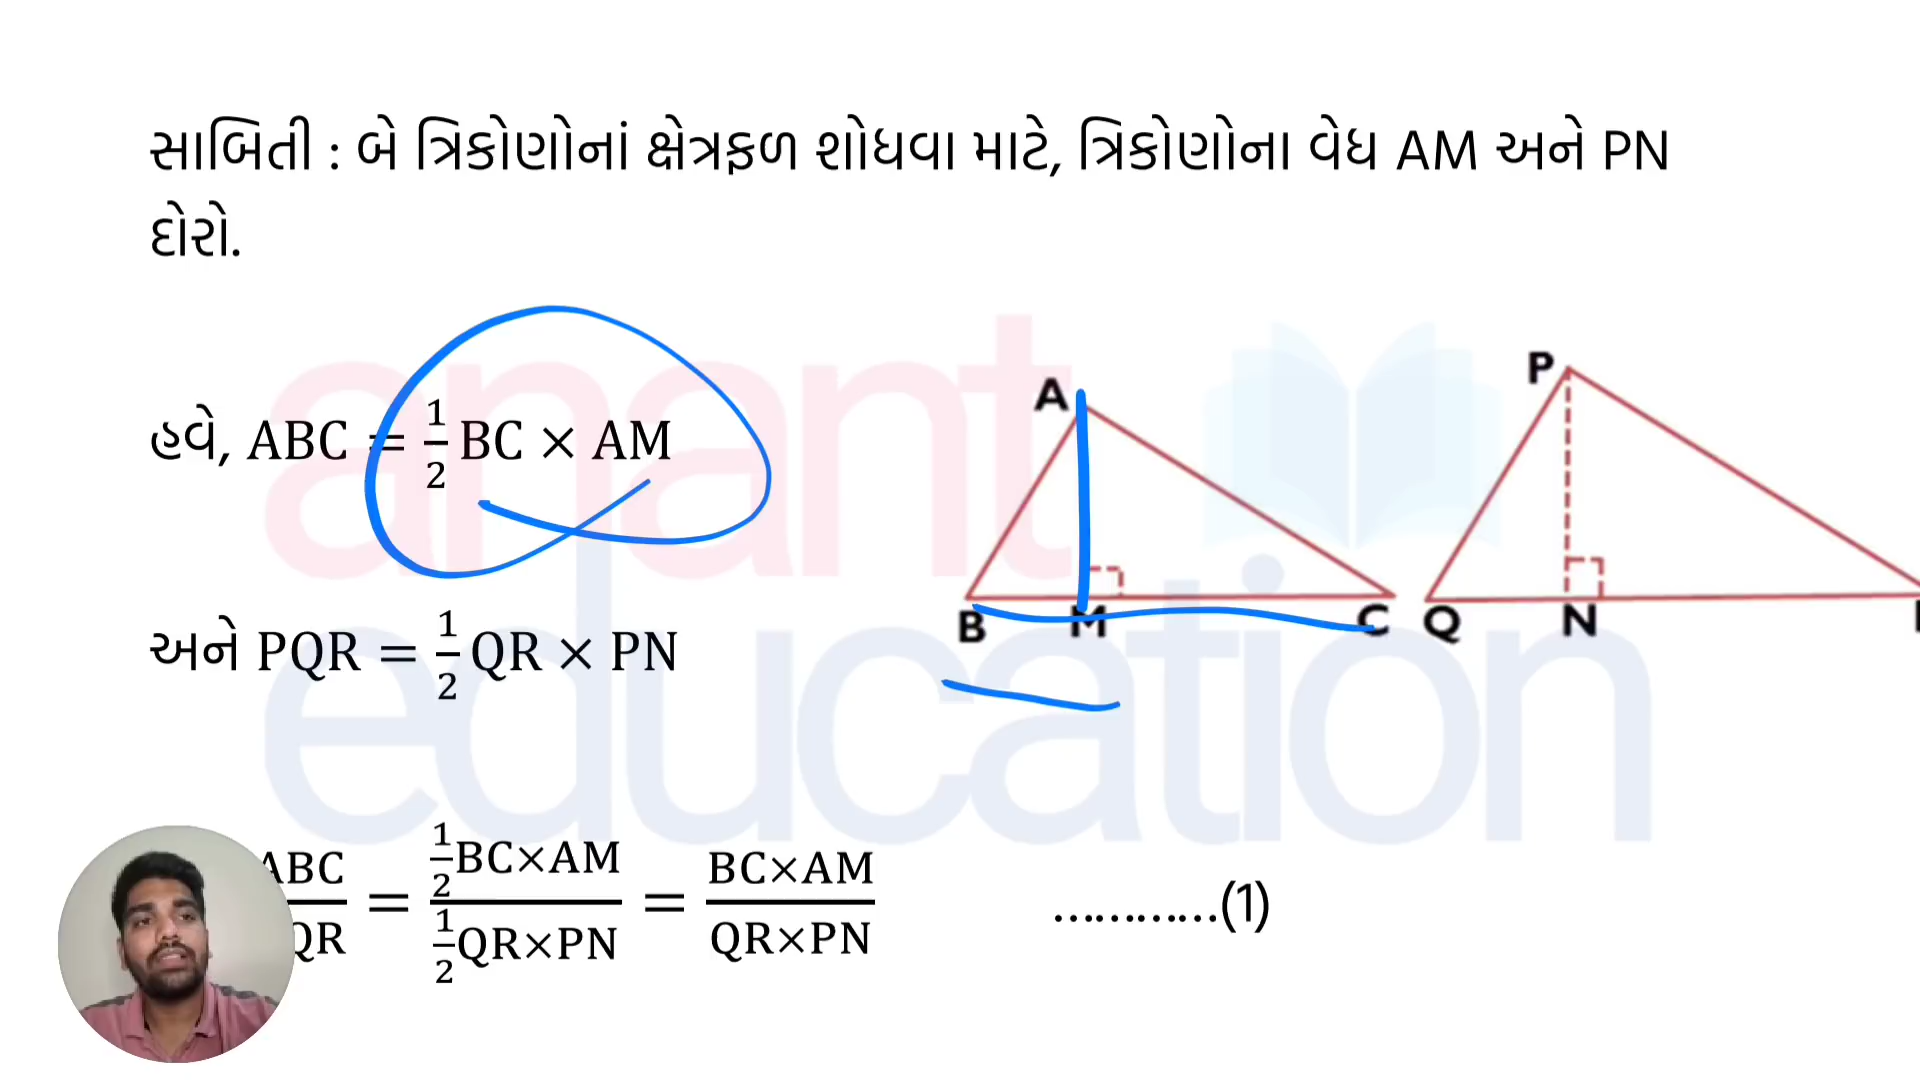 સાબિતી : બે ત્રિકોણોનાં ક્ષેત્રફળ શોધવા માટે, ત્રિકોણોના વેધ AM અને PN
દોરો.
હવે, ABC = 1/2 BC × AM
અને PQR = 1/2 QR × PN
ABC/QR = 1/2 BC×AM / 1/2 QR×PN = BC×AM / QR×PN ............(1)
A
B M C
P
Q N
anant
education